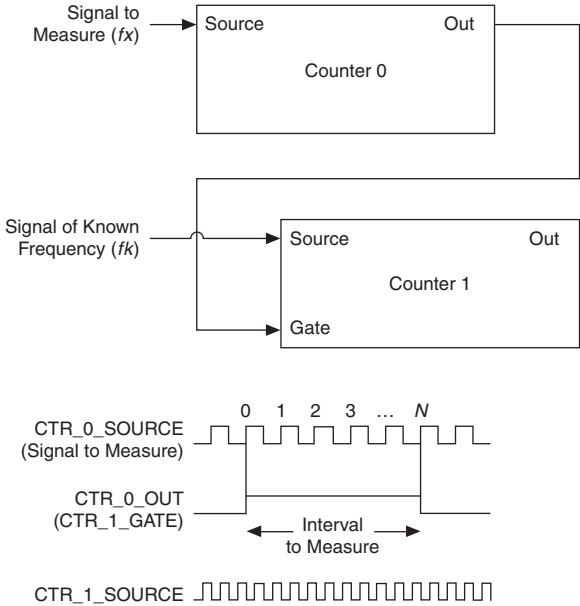 Signal to
Measure (fx)
Source
Out
Counter 0
Signal of Known
Frequency (fk)
Source
Out
Counter 1
Gate
0 1 2 3 ... N
CTR_0_SOURCE
(Signal to Measure)
CTR_0_OUT
(CTR_1_GATE)
Interval
to Measure
CTR_1_SOURCE